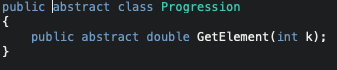 public abstract class Progression
{
    public abstract double GetElement(int k);
}